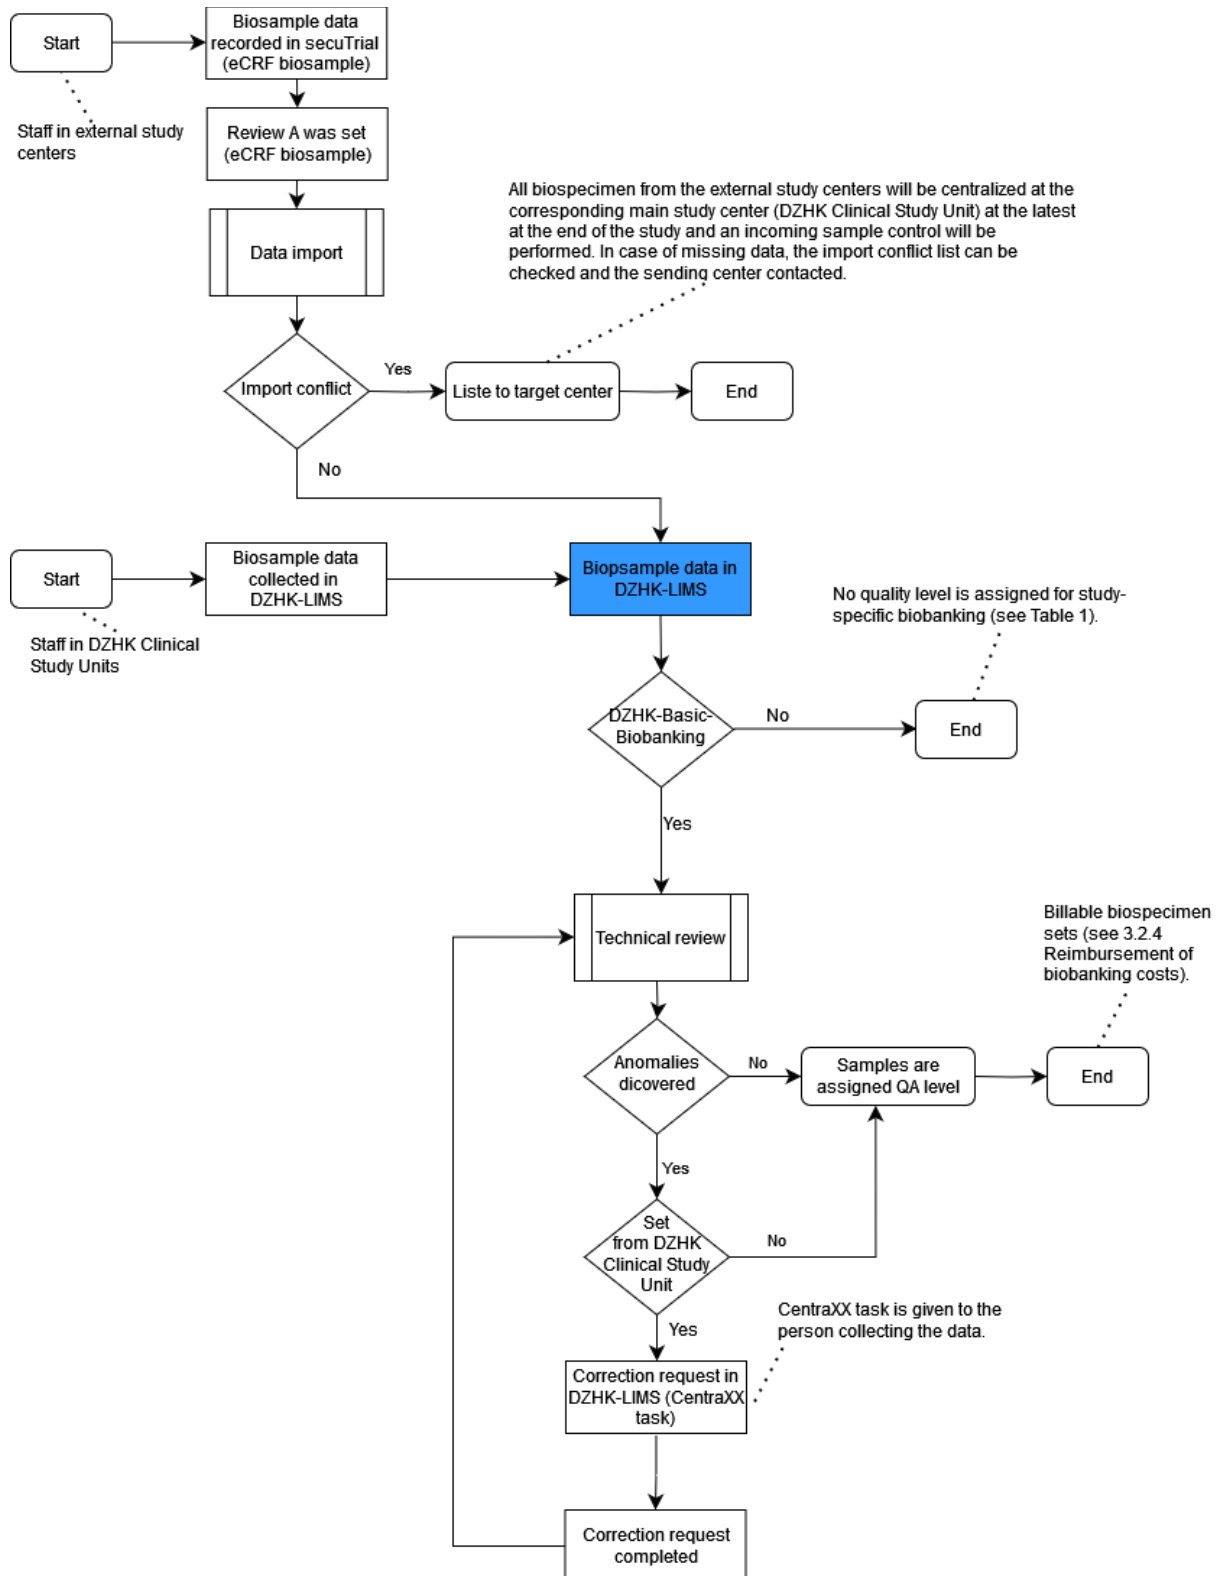 Start
Biosample data
recorded in secuTrial
(eCRF biosample)
Staff in external study
centers
Review A was set
(eCRF biosample)
Data import
All biospecimen from the external study centers will be centralized at the
corresponding main study center (DZHK Clinical Study Unit) at the latest
at the end of the study and an incoming sample control will be
performed. In case of missing data, the import conflict list can be
checked and the sending center contacted.
Import conflict
Yes
Liste to target center
End
No
Start
Biosample data
collected in
DZHK-LIMS
Biopsample data in
DZHK-LIMS
Staff in DZHK Clinical
Study Units
No quality level is assigned for study-
specific biobanking (see Table 1).
DZHK-Basic-
Biobanking
No
End
Yes
Technical review
Billable biospecimen
sets (see 3.2.4
Reimbursement of
biobanking costs).
Anomalies
dicovered
No
Samples are
assigned QA level
End
Yes
Set
from DZHK
Clinical Study
Unit
No
Yes
CentraXX task is given to the
person collecting the data.
Correction request in
DZHK-LIMS (CentraXX
task)
Correction request
completed